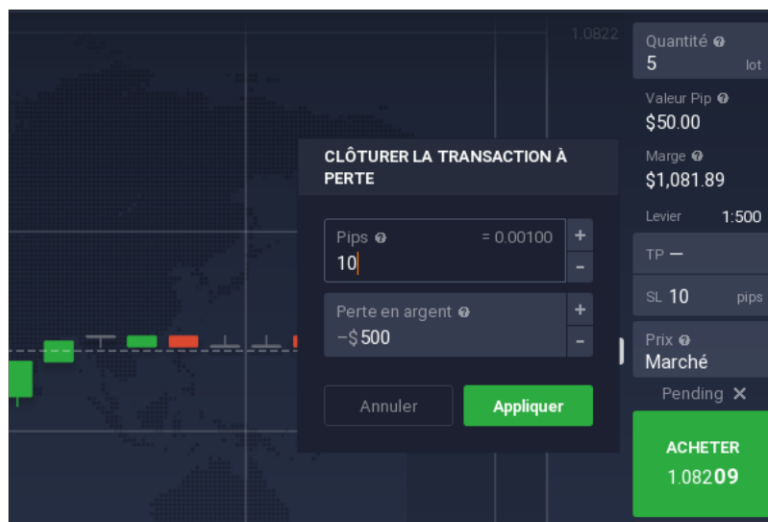 1.0822
Quantité
5 lot
Valeur Pip
$50.00
Marge
$1,081.89
Levier 1:500
TP —
SL 10 pips
Prix
Marché
Pending ✕
ACHETER
1.08209
CLÔTURER LA TRANSACTION À
PERTE
Pips = 0.00100 +
10 -
Perte en argent +
-$ 500 -
Annuler Appliquer